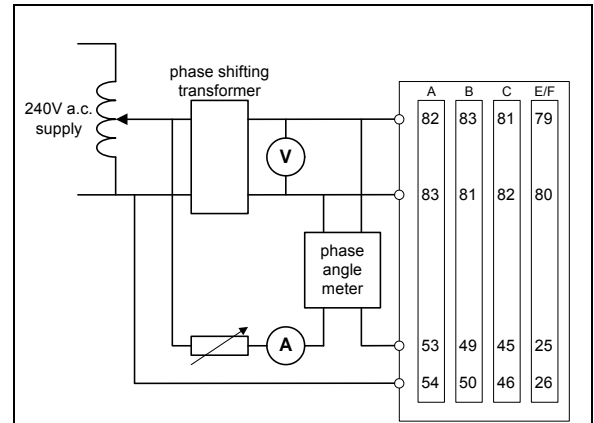 phase shifting
transformer
240V a.c.
supply
V
A B C E/F
82 83 81 79
83 81 82 80
phase
angle
meter
A
53 49 45 25
54 50 46 26